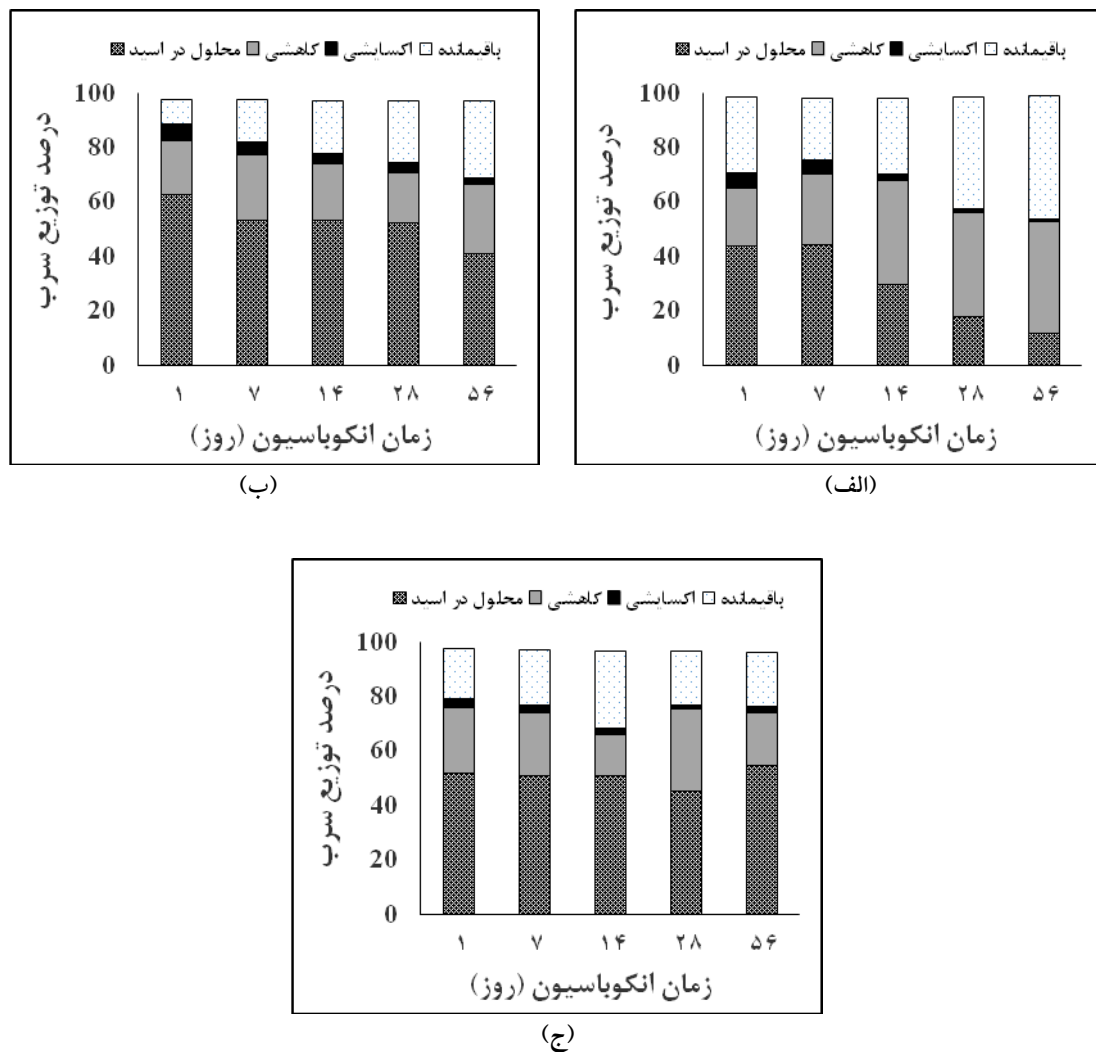 باقیمانده اکسایشی کاهشی محلول در اسید
درصد توزیع سرب
100
80
60
40
20
0
۱ ۷ ۱۴ ۲۸ ۵۶
زمان انکوباسیون (روز)
(الف)
باقیمانده اکسایشی کاهشی محلول در اسید
درصد توزیع سرب
100
80
60
40
20
0
۱ ۷ ۱۴ ۲۸ ۵۶
زمان انکوباسیون (روز)
(ب)
باقیمانده اکسایشی کاهشی محلول در اسید
درصد توزیع سرب
100
80
60
40
20
0
۱ ۷ ۱۴ ۲۸ ۵۶
زمان انکوباسیون (روز)
(ج)